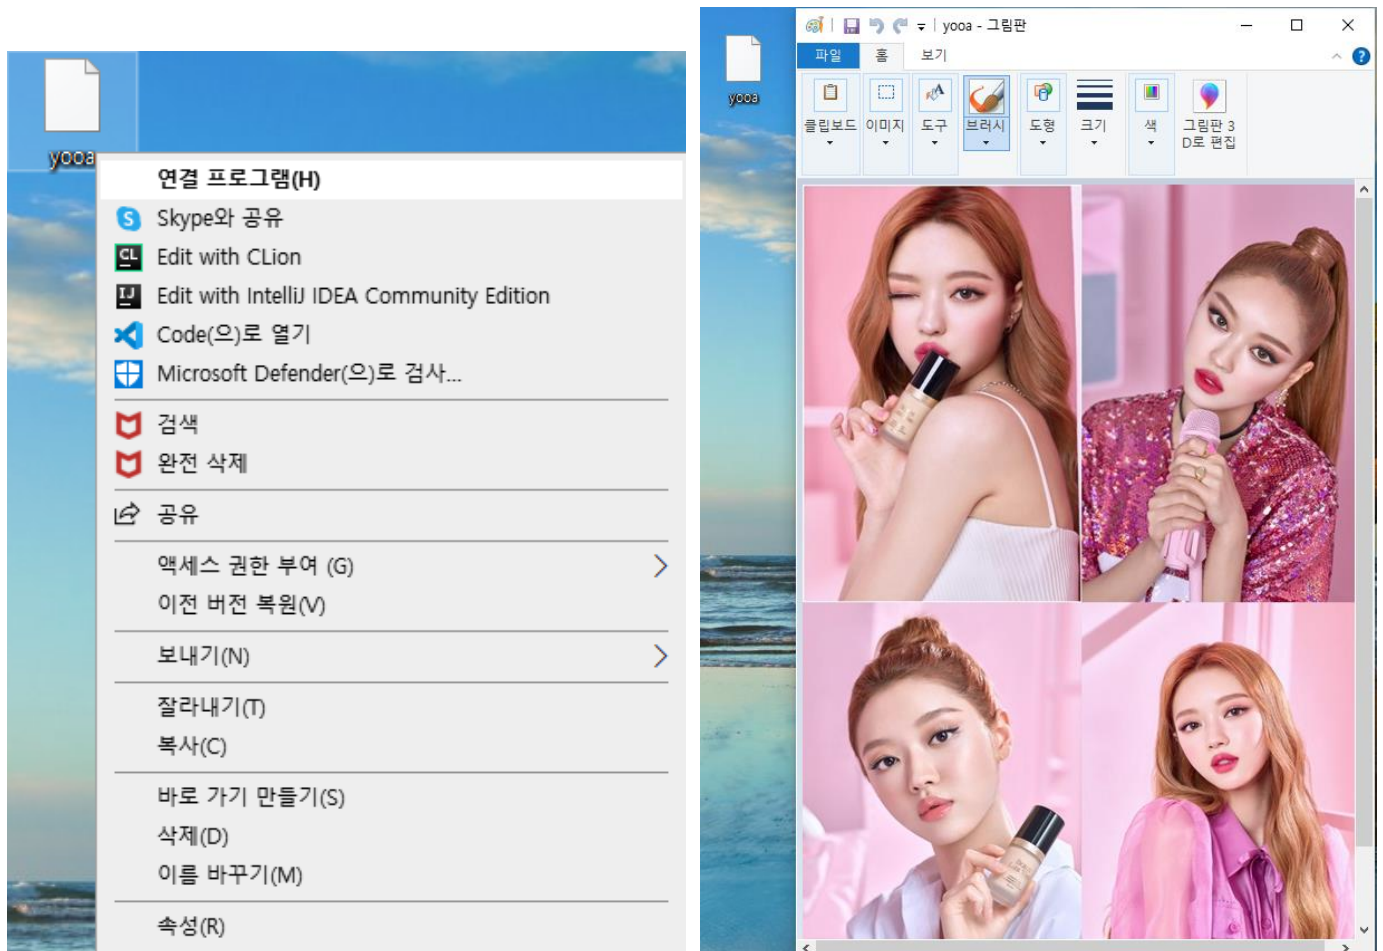 yooa
연결 프로그램(H)
Skype와 공유
Edit with CLion
Edit with IntelliJ IDEA Community Edition
Code(으)로 열기
Microsoft Defender(으)로 검사...
검색
완전 삭제
공유
액세스 권한 부여 (G)
이전 버전 복원(V)
보내기(N)
잘라내기(T)
복사(C)
바로 가기 만들기(S)
삭제(D)
이름 바꾸기(M)
속성(R)
yooa
yooa - 그림판
파일 홈 보기
클립보드 이미지 도구 브러시 도형 크기 색 그림판 3
D로 편집